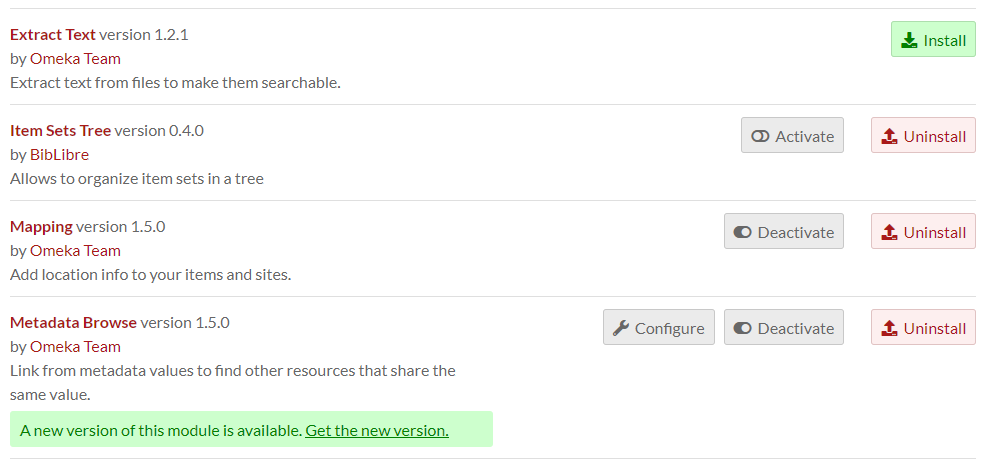 Extract Text version 1.2.1
Install
by Omeka Team
Extract text from files to make them searchable.
Item Sets Tree version 0.4.0
Activate
Uninstall
by BibLibre
Allows to organize item sets in a tree
Mapping version 1.5.0
Deactivate
Uninstall
by Omeka Team
Add location info to your items and sites.
Metadata Browse version 1.5.0
Configure
Deactivate
Uninstall
by Omeka Team
Link from metadata values to find other resources that share the
same value.
A new version of this module is available. Get the new version.